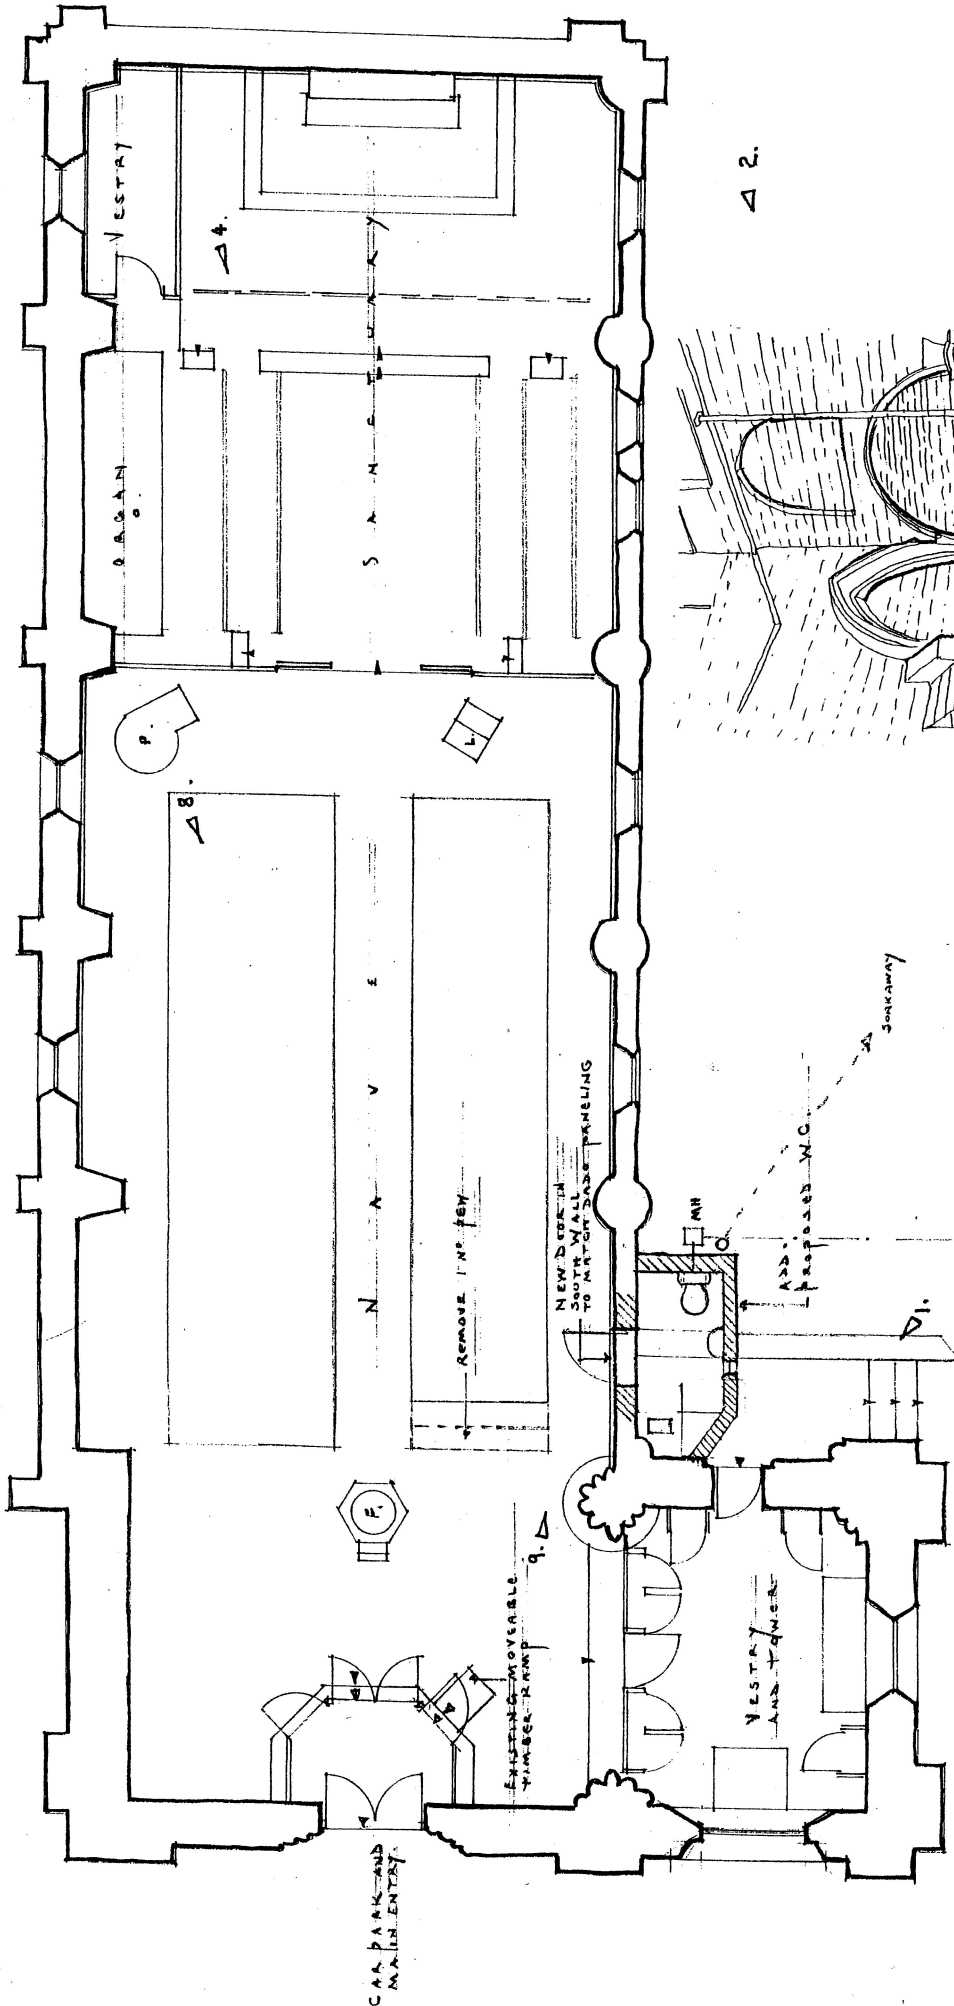 VESTRY
4.
2.
ORGAN
SANCTUARY
P.
L.
8.
NAVE
REMOVE 1 Nº PEW
NEW DOOR IN
SOUTH WALL
TO MATCH DADO PANELING
MH
SOAKAWAY
ADD.
PROPOSED W.C.
1.
F.
9.
EXISTING MOVEABLE
TIMBER RAMP
VESTRY
AND TOWER
CAR PARK AND
MAIN ENTRY.